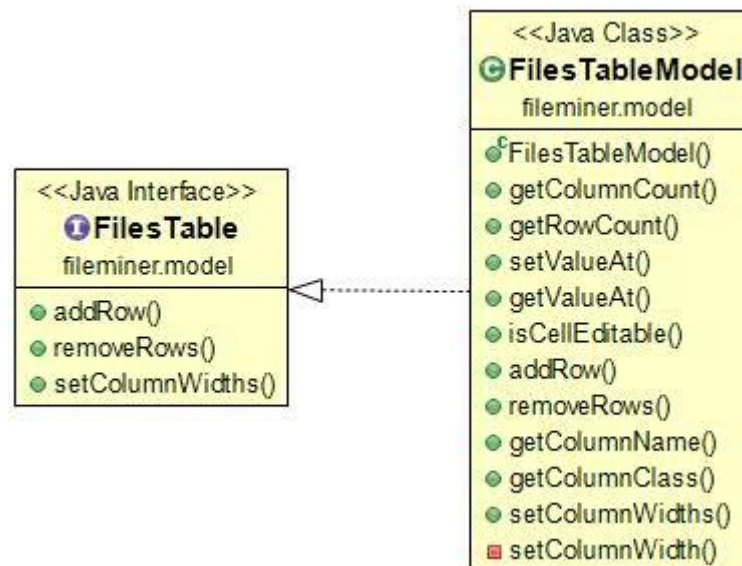 <<Java Interface>>
FilesTable
fileminer.model
addRow()
removeRows()
setColumnWidths()
<<Java Class>>
FilesTableModel
fileminer.model
FilesTableModel()
getColumnCount()
getRowCount()
setValueAt()
getValueAt()
isCellEditable()
addRow()
removeRows()
getColumnName()
getColumnClass()
setColumnWidths()
setColumnWidth()